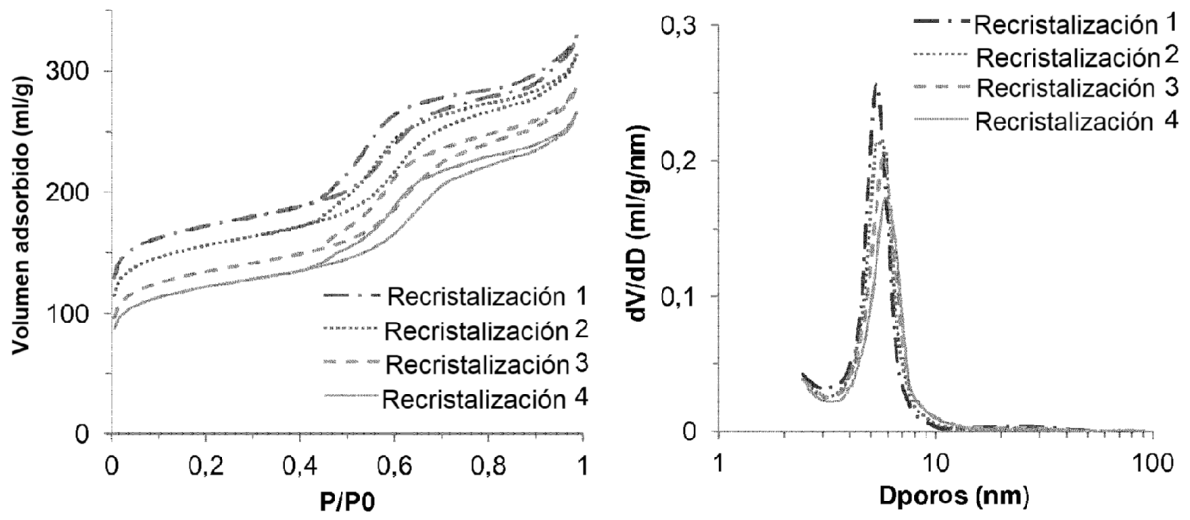 Volumen adsorbido (ml/g)
300
200
100
0
0
0,2
0,4
0,6
0,8
1
P/P0
Recristalización 1
Recristalización 2
Recristalización 3
Recristalización 4
dV/dD (ml/g/nm)
0,3
0,2
0,1
0
1
10
100
Dporos (nm)
Recristalización 1
Recristalización 2
Recristalización 3
Recristalización 4